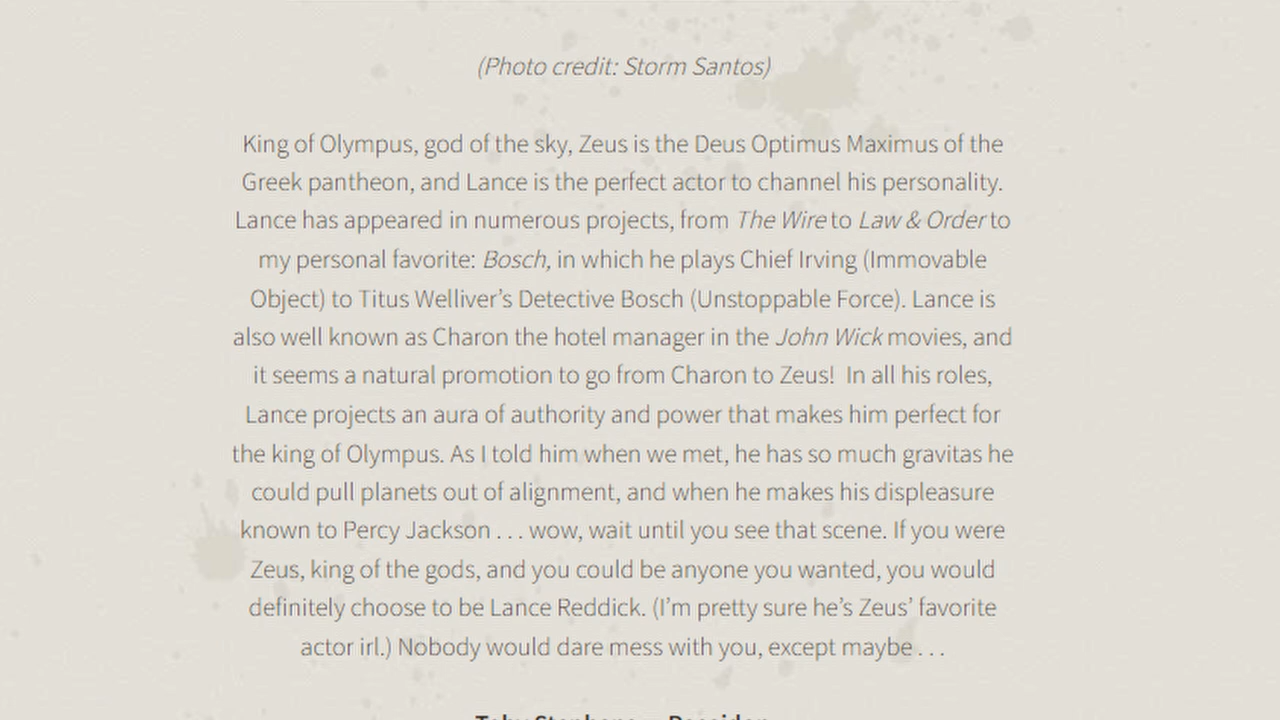 (Photo credit: Storm Santos)
King of Olympus, god of the sky, Zeus is the Deus Optimus Maximus of the
Greek pantheon, and Lance is the perfect actor to channel his personality.
Lance has appeared in numerous projects, from The Wire to Law & Order to
my personal favorite: Bosch, in which he plays Chief Irving (Immovable
Object) to Titus Welliver’s Detective Bosch (Unstoppable Force). Lance is
also well known as Charon the hotel manager in the John Wick movies, and
it seems a natural promotion to go from Charon to Zeus!  In all his roles,
Lance projects an aura of authority and power that makes him perfect for
the king of Olympus. As I told him when we met, he has so much gravitas he
could pull planets out of alignment, and when he makes his displeasure
known to Percy Jackson . . . wow, wait until you see that scene. If you were
Zeus, king of the gods, and you could be anyone you wanted, you would
definitely choose to be Lance Reddick. (I’m pretty sure he’s Zeus’ favorite
actor irl.) Nobody would dare mess with you, except maybe . . .
Toby Stephens – Poseidon